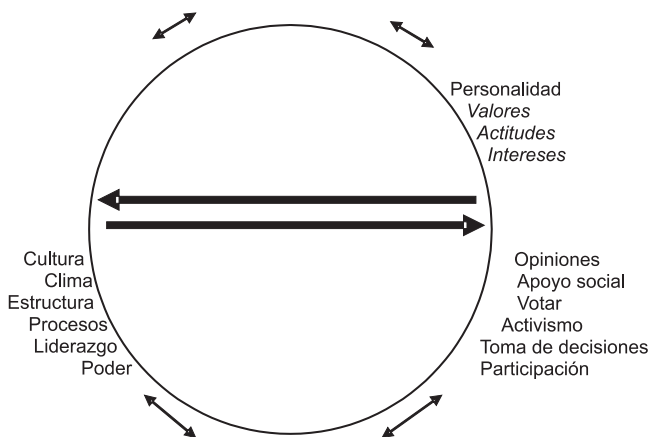 Personalidad
Valores
Actitudes
Intereses
Cultura
Clima
Estructura
Procesos
Liderazgo
Poder
Opiniones
Apoyo social
Votar
Activismo
Toma de decisiones
Participación